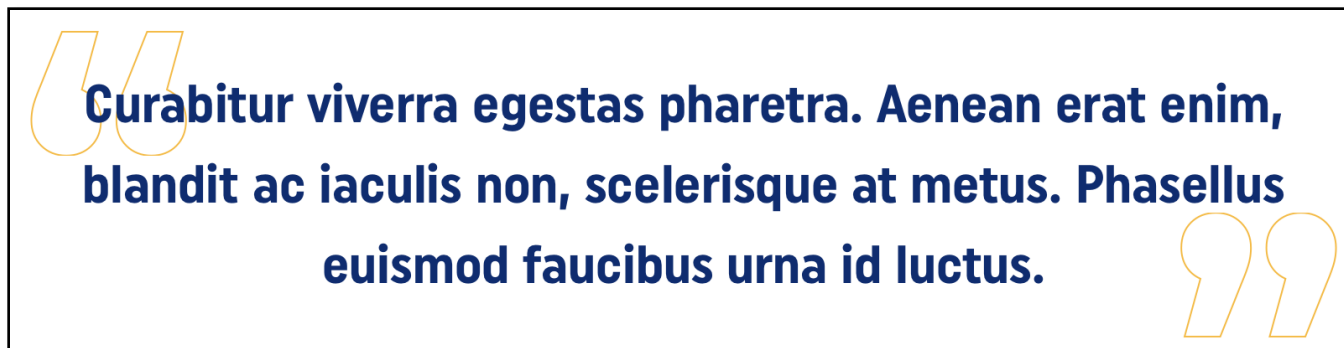 “Curabitur viverra egestas pharetra. Aenean erat enim,
blandit ac iaculis non, scelerisque at metus. Phasellus
euismod faucibus urna id luctus.”